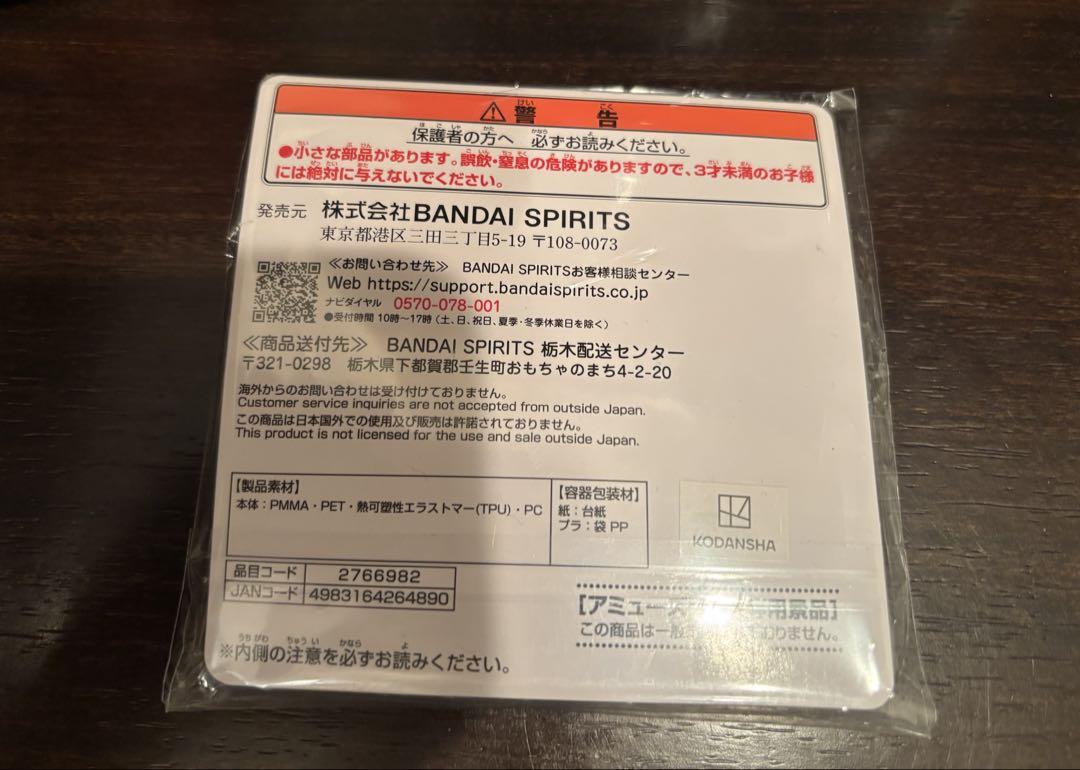 ⚠警告
保護者の方へ 必ずお読みください。
●小さな部品があります。誤飲・窒息の危険がありますので、3才未満のお子様
には絶対に与えないでください。
発売元 株式会社BANDAI SPIRITS
東京都港区三田三丁目5-19 〒108-0073
≪お問い合わせ先≫ BANDAI SPIRITSお客様相談センター
Web https://support.bandaispirits.co.jp
ナビダイヤル 0570-078-001
●受付時間 10時〜17時(土、日、祝日、夏季・冬季休業日を除く)
≪商品送付先≫ BANDAI SPIRITS 栃木配送センター
〒321-0298 栃木県下都賀郡壬生町おもちゃのまち4-2-20
海外からのお問い合わせは受け付けておりません。
Customer service inquiries are not accepted from outside Japan.
この商品は日本国外での使用及び販売は許諾されておりません。
This product is not licensed for the use and sale outside Japan.
【製品素材】
本体:PMMA・PET・熱可塑性エラストマー(TPU)・PC
【容器包装材】
紙:台紙
プラ:袋 PP
KODANSHA
品目コード 2766982
JANコード 4983164264890
【アミュー 専用景品】
この商品は一般 おりません。
※内側の注意を必ずお読みください。